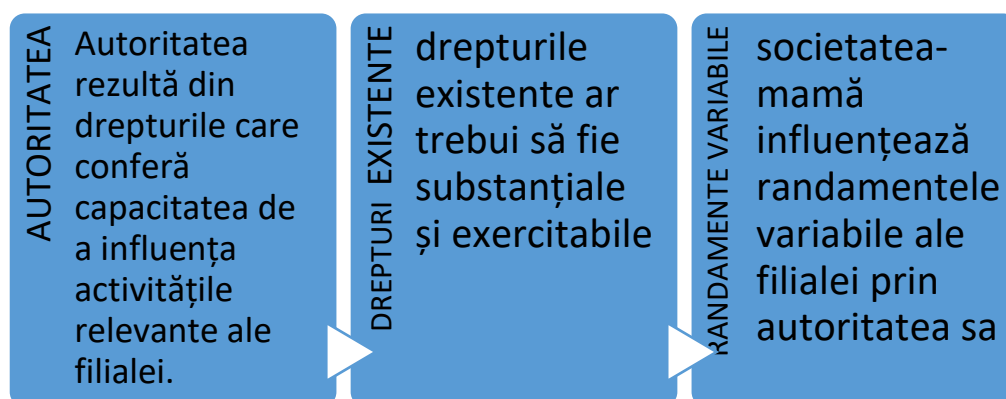 AUTORITATEA
Autoritatea
rezultă din
drepturile care
conferă
capacitatea de
a influența
activitățile
relevante ale
filialei.
DREPTURI EXISTENTE
drepturile
existente ar
trebui să fie
substanțiale
și exercitabile
RANDAMENTE VARIABILE
societatea-
mamă
influențează
randamentele
variabile ale
filialei prin
autoritatea sa